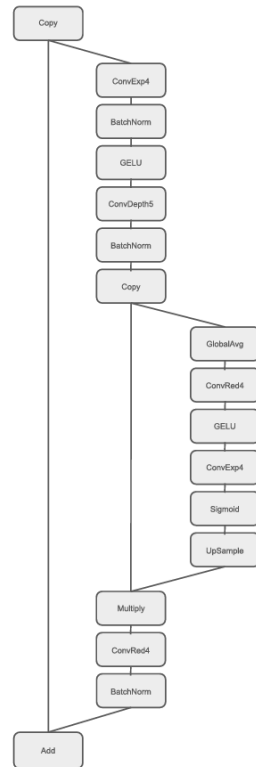 Copy
ConvExp4
BatchNorm
GELU
ConvDepth5
BatchNorm
Copy
GlobalAvg
ConvRed4
GELU
ConvExp4
Sigmoid
UpSample
Multiply
ConvRed4
BatchNorm
Add